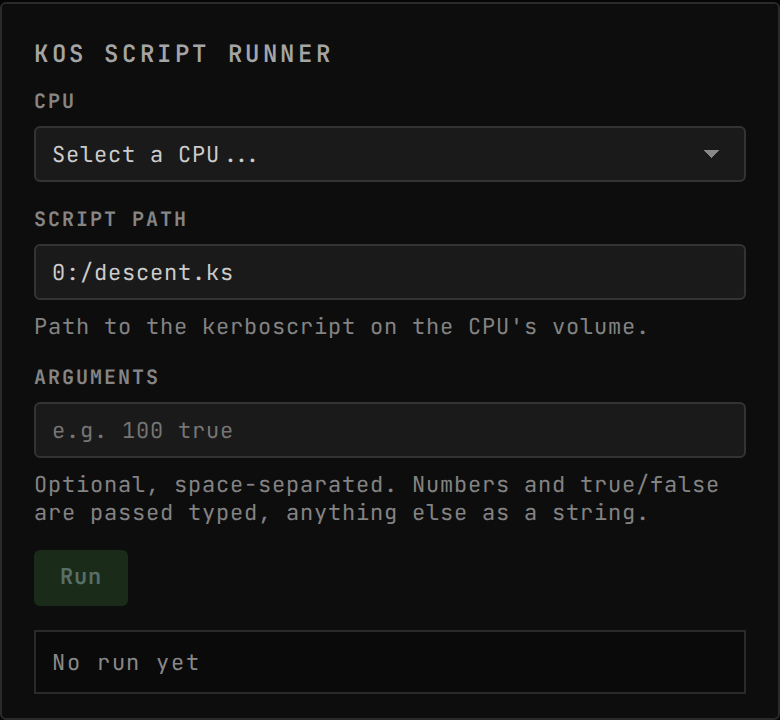 KOS SCRIPT RUNNER
CPU
Select a CPU...
SCRIPT PATH
0:/descent.ks
Path to the kerboscript on the CPU's volume.
ARGUMENTS
e.g. 100 true
Optional, space-separated. Numbers and true/false
are passed typed, anything else as a string.
Run
No run yet